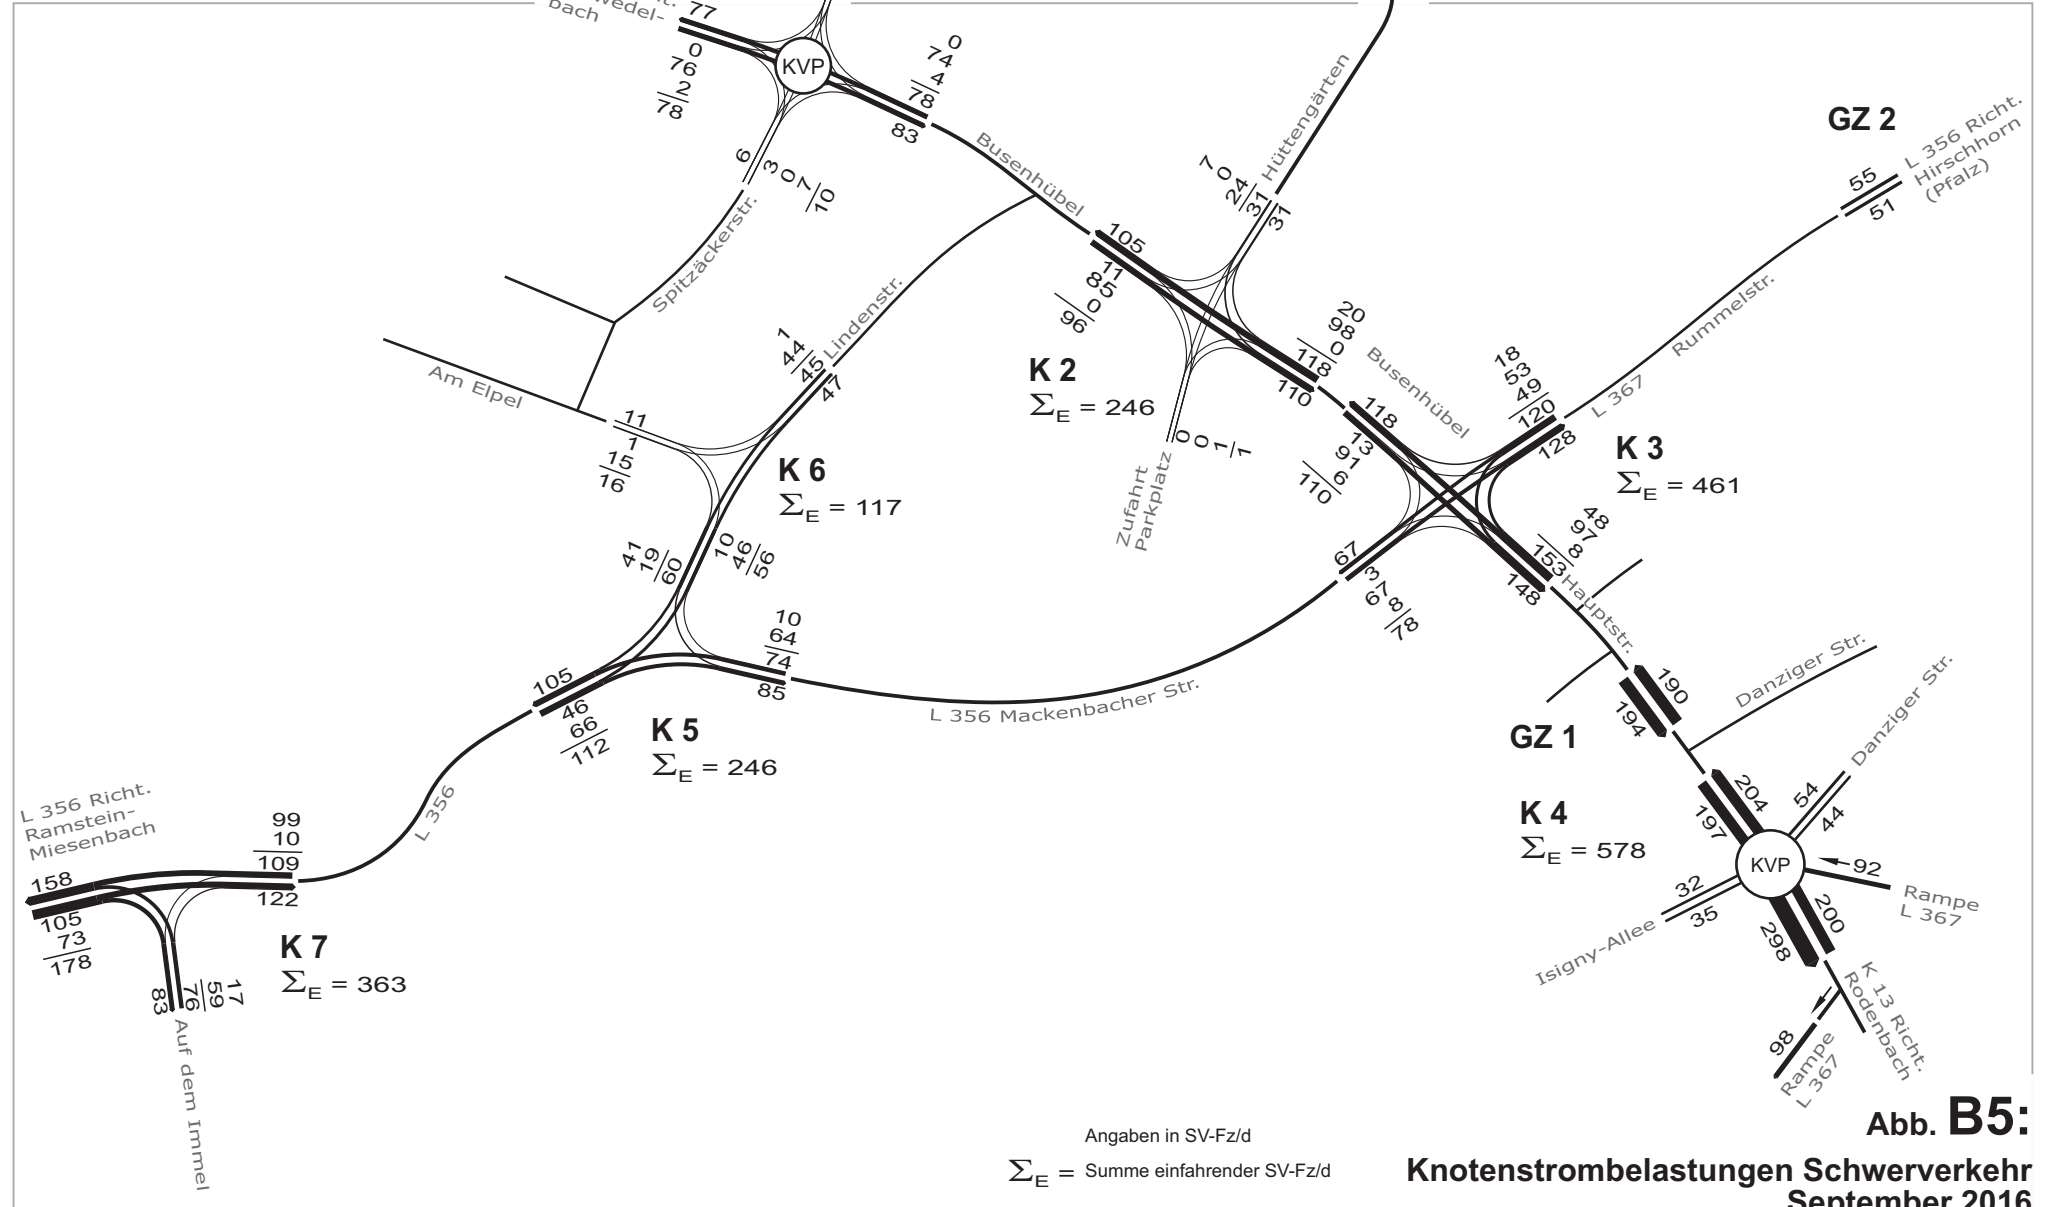 bach
77
0
76
2
78
KVP
0
74
4
78
83
6
3
0
7
10
Spitzäckerstr.
Busenhübel
Hüttengärten
7
0
24
31
31
GZ 2
55
51
L 356 Richt.
Hirschhorn
(Pfalz)
105
11
85
0
96
K 2
ΣE = 246
20
98
0
118
110
0
0
1
1
Zufahrt
Parkplatz
Busenhübel
118
13
91
6
110
18
53
49
120
128
L 367
Rummelstr.
K 3
ΣE = 461
48
97
8
153
148
67
3
67
8
78
Hauptstr.
Am Elpel
11
1
15
16
1
44
45
47
Lindenstr.
K 6
ΣE = 117
41
19
60
10
46
56
10
64
74
85
105
46
66
112
K 5
ΣE = 246
L 356 Mackenbacher Str.
L 356
190
194
GZ 1
Danziger Str.
Danziger Str.
204
197
54
44
K 4
ΣE = 578
KVP
92
Rampe
L 367
32
35
Isigny-Allee
200
298
K 13 Richt.
Rodenbach
98
Rampe
L 367
L 356 Richt.
Ramstein-
Miesenbach
99
10
109
122
158
105
73
178
K 7
ΣE = 363
83
76
59
17
Auf dem Immel
Angaben in SV-Fz/d
ΣE = Summe einfahrender SV-Fz/d
Abb. B5:
Knotenstrombelastungen Schwerverkehr
September 2016